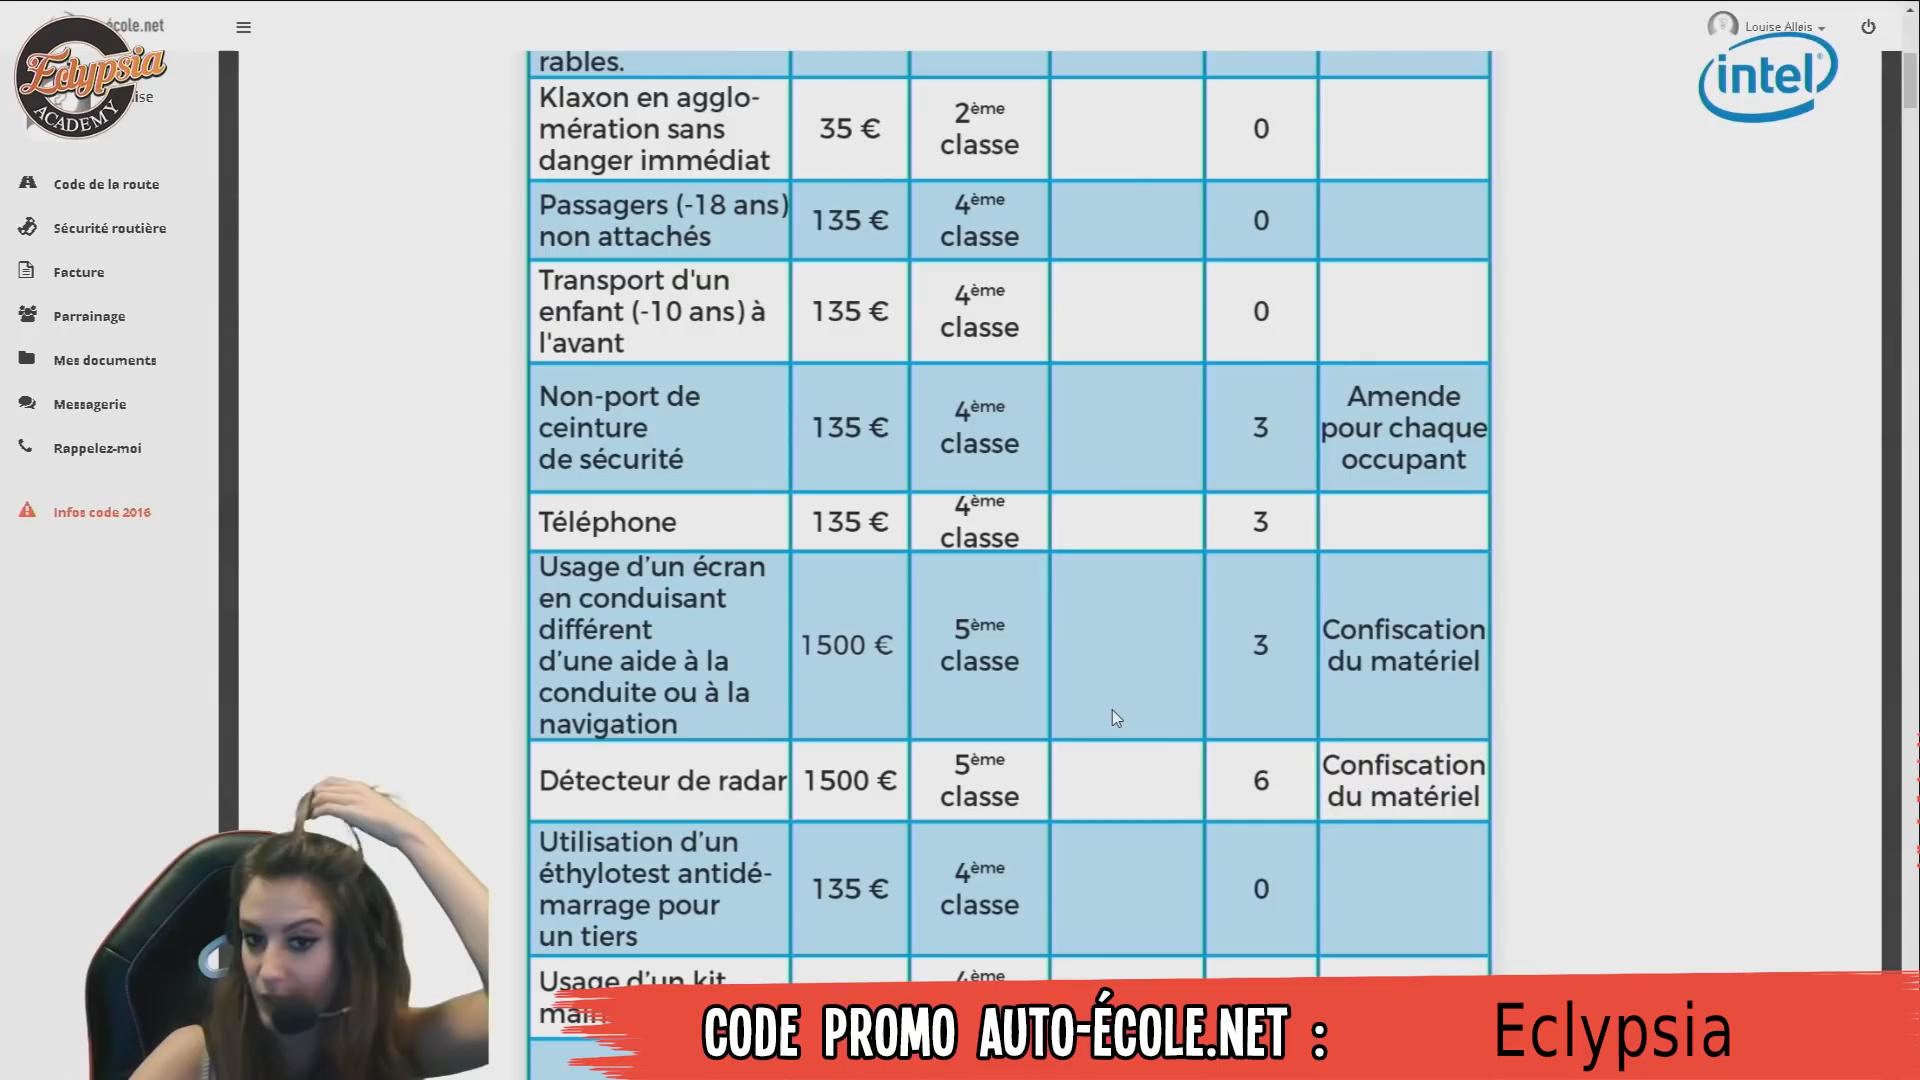 école.net
Louise Allais
Eclypsia
ACADEMY
intel
Code de la route
Sécurité routière
Facture
Parrainage
Mes documents
Messagerie
Rappelez-moi
Infos code 2016
rables.
Klaxon en agglo-
mération sans
danger immédiat
35 €
2ème
classe
0
Passagers (-18 ans)
non attachés
135 €
4ème
classe
0
Transport d'un
enfant (-10 ans) à
l'avant
135 €
4ème
classe
0
Non-port de
ceinture
de sécurité
135 €
4ème
classe
3
Amende
pour chaque
occupant
Téléphone
135 €
4ème
classe
3
Usage d’un écran
en conduisant
différent
d’une aide à la
conduite ou à la
navigation
1500 €
5ème
classe
3
Confiscation
du matériel
Détecteur de radar
1500 €
5ème
classe
6
Confiscation
du matériel
Utilisation d’un
éthylotest antidé-
marrage pour
un tiers
135 €
4ème
classe
0
Usage d’un kit
4ème
CODE PROMO AUTO-ÉCOLE.NET :
Eclypsia